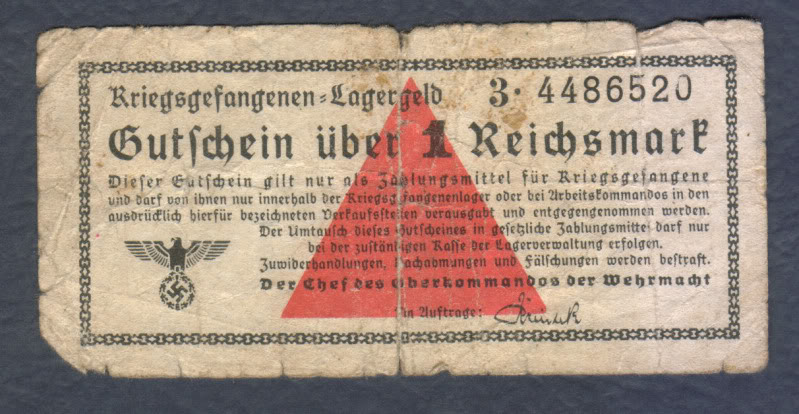 Kriegsgefangenen-Lagergeld 3· 4486520
Gutschein über 1 Reichsmark
Dieser Gutschein gilt nur als Zahlungsmittel für Kriegsgefangene
und darf von ihnen nur innerhalb der Kriegsgefangenenlager oder bei Arbeitskommandos in den
ausdrücklich hierfür bezeichneten Verkaufsstellen verausgabt und entgegengenommen werden.
Der Umtausch dieses Gutscheines in gesetzliche Zahlungsmittel darf nur
bei der zuständigen Kasse der Lagerverwaltung erfolgen.
Zuwiderhandlungen, Nachahmungen und Fälschungen werden bestraft.
Der Chef des Oberkommandos der Wehrmacht
Im Auftrage: